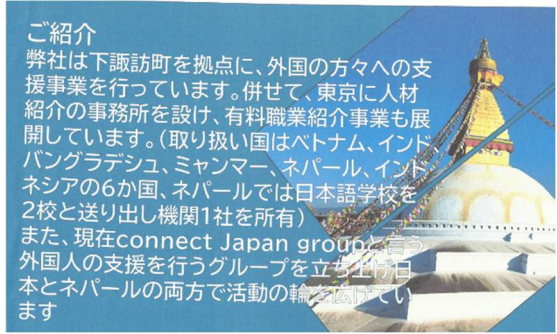 ご紹介
弊社は下諏訪町を拠点に、外国の方々への支
援事業を行っています。併せて、東京に人材
紹介の事務所を設け、有料職業紹介事業も展
開しています。（取り扱い国はベトナム、インド
バングラデシュ、ミャンマー、ネパール、インド
ネシアの6か国、ネパールでは日本語学校を
2校と送り出し機関1社を所有）
また、現在connect Japan groupと言う
外国人の支援を行うグループを立ち上げ日
本とネパールの両方で活動の輪を広げてい
ます